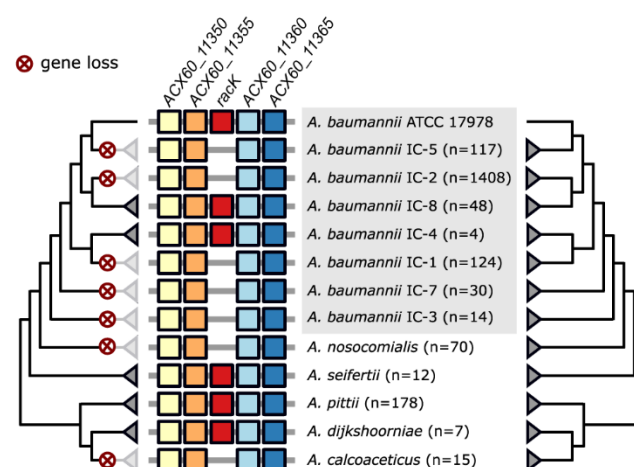 ACX60_11350
ACX60_11355
racK
ACX60_11360
ACX60_11365
gene loss
A. baumannii ATCC 17978
A. baumannii IC-5 (n=117)
A. baumannii IC-2 (n=1408)
A. baumannii IC-8 (n=48)
A. baumannii IC-4 (n=4)
A. baumannii IC-1 (n=124)
A. baumannii IC-7 (n=30)
A. baumannii IC-3 (n=14)
A. nosocomialis (n=70)
A. seifertii (n=12)
A. pittii (n=178)
A. dijkshoorniae (n=7)
A. calcoaceticus (n=15)